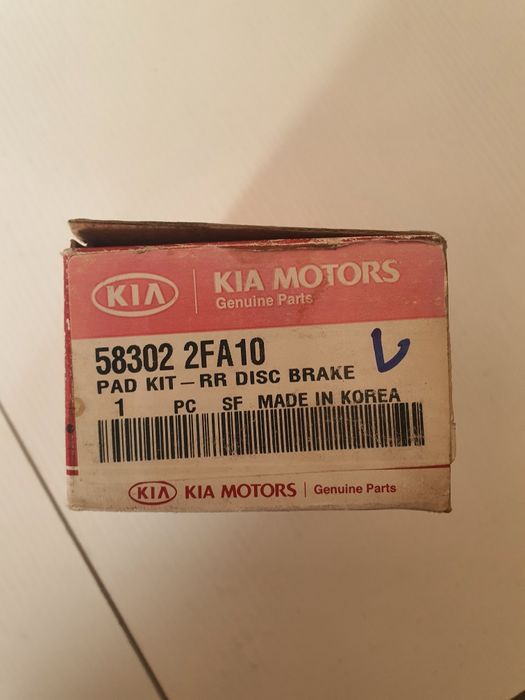 KIA KIA MOTORS
Genuine Parts
58302 2FA10
PAD KIT-RR DISC BRAKE
1 PC SF MADE IN KOREA
KIA KIA MOTORS Genuine Parts